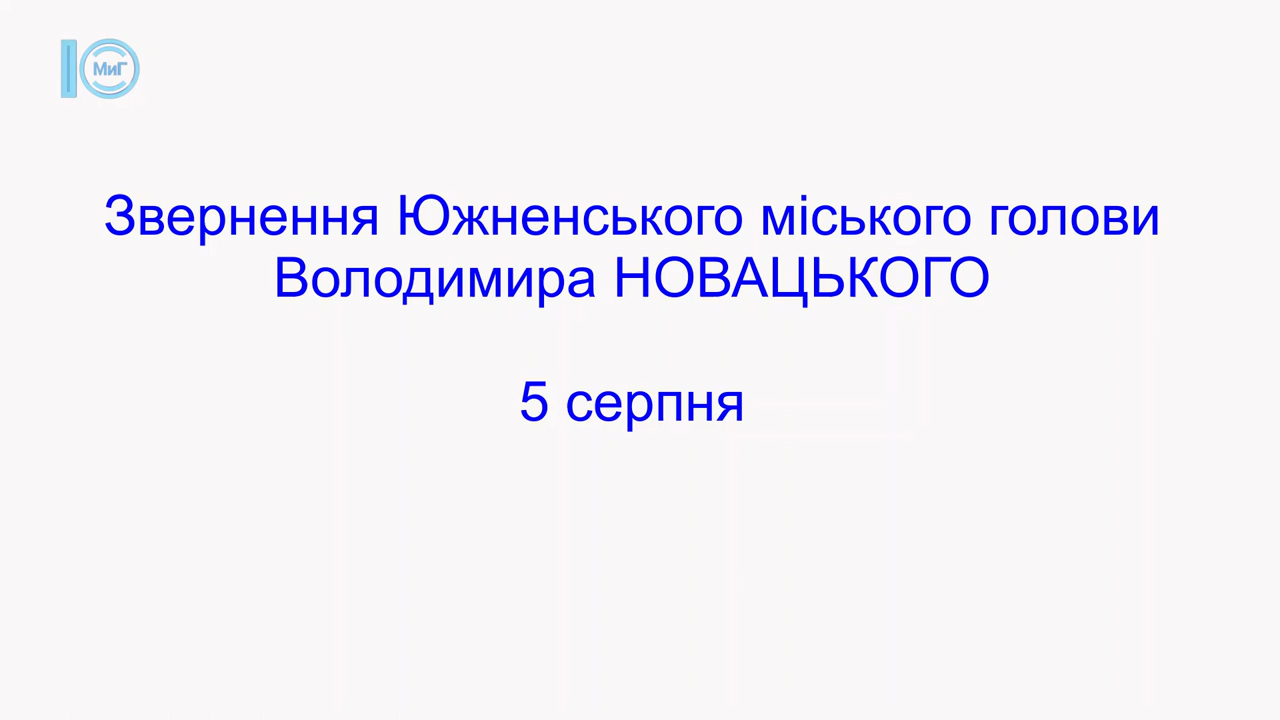 МиГ
Звернення Южненського міського голови
Володимира НОВАЦЬКОГО
5 серпня